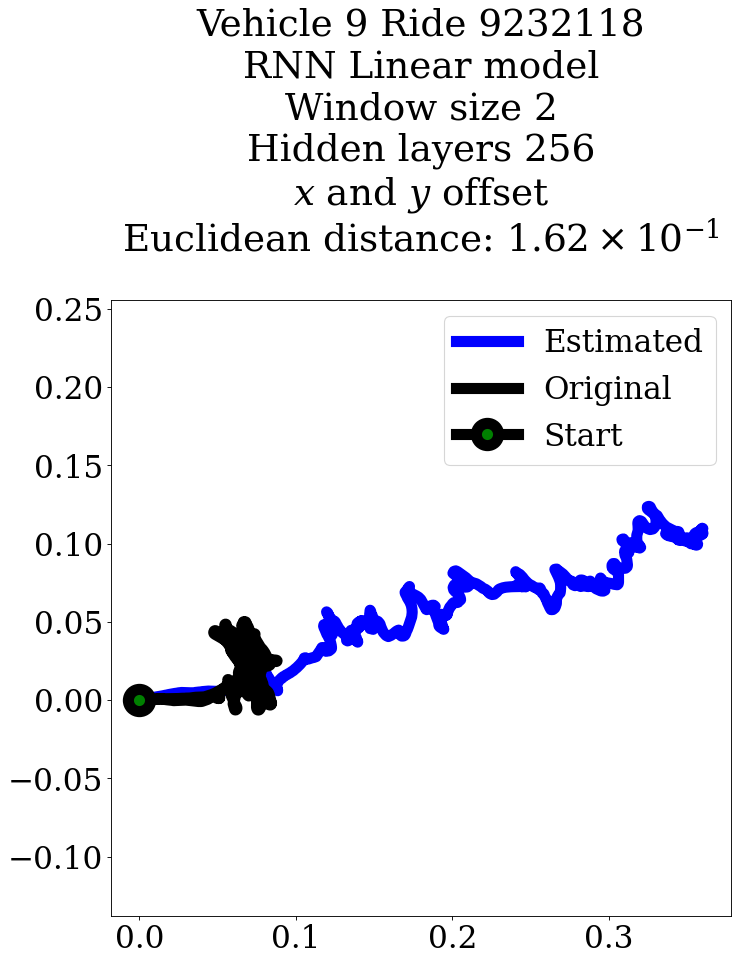 Vehicle 9 Ride 9232118
RNN Linear model
Window size 2
Hidden layers 256
x and y offset
Euclidean distance: 1.62 × 10⁻¹
Estimated
Original
Start
0.25
0.20
0.15
0.10
0.05
0.00
−0.05
−0.10
0.0 0.1 0.2 0.3